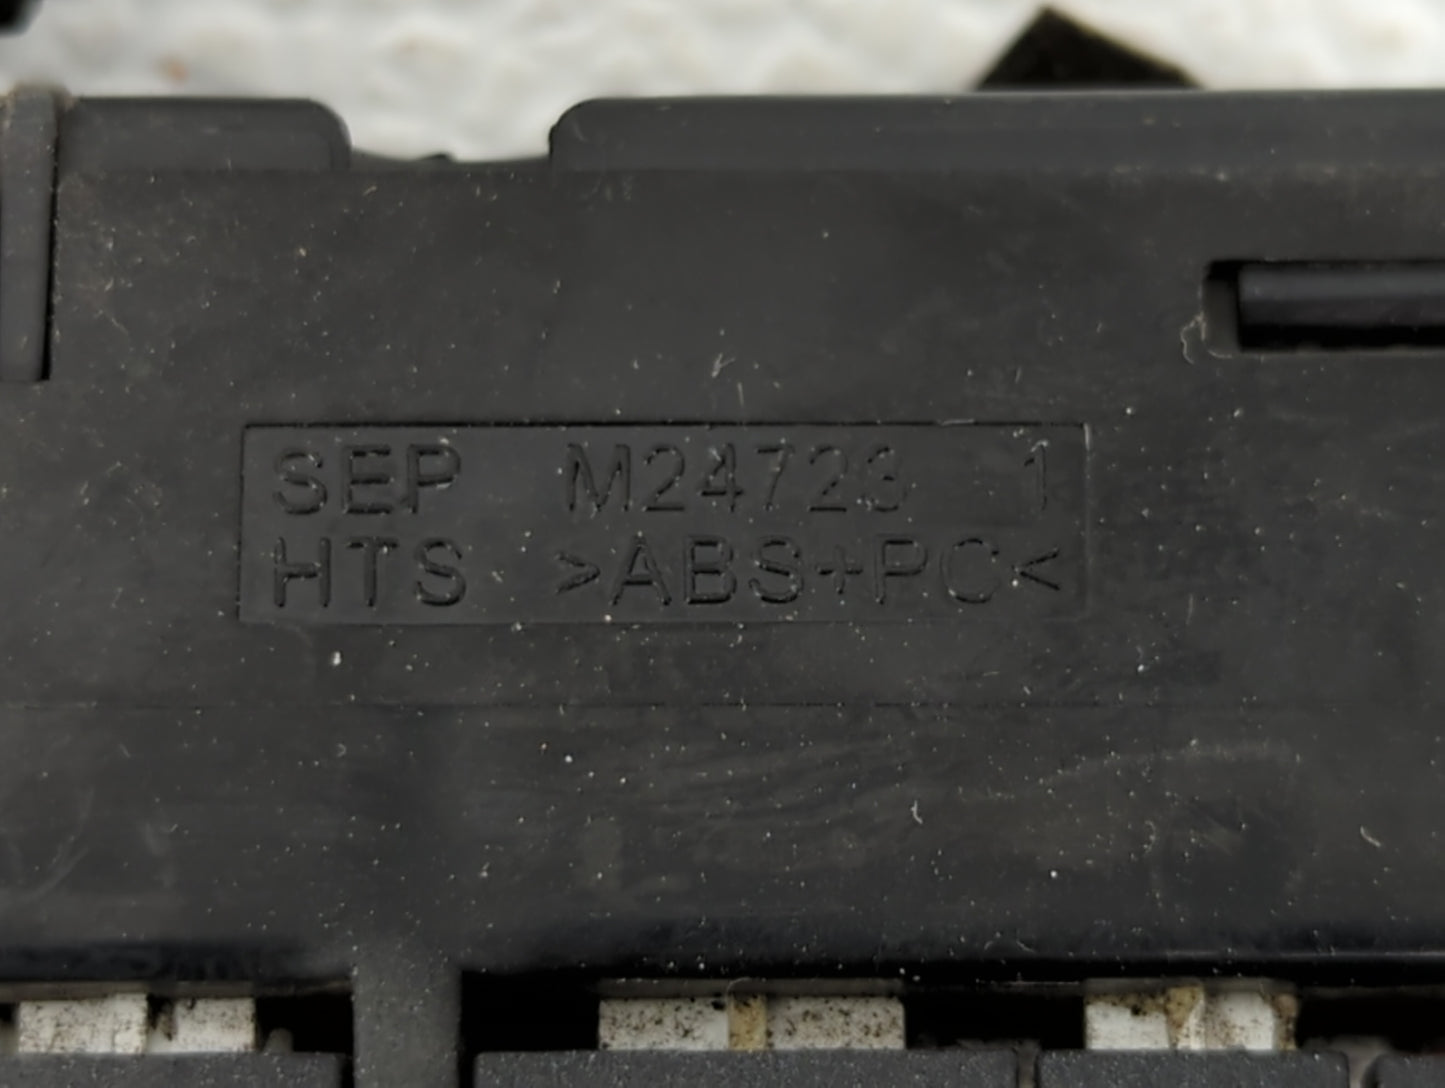 SEP M24723 1
HTS >ABS+PC<